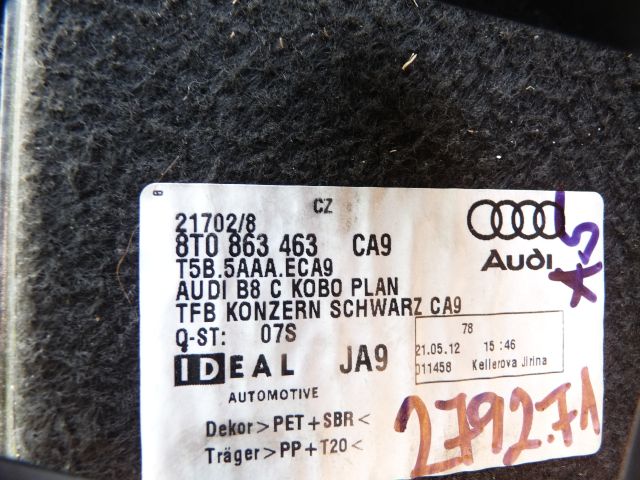 CZ
21702/8
8T0 863 463 CA9
T5B.5AAA.ECA9
AUDI B8 C KOBO PLAN
TFB KONZERN SCHWARZ CA9
Q-ST: 07S
IDEAL JA9
AUTOMOTIVE
Dekor>PET+SBR<
Träger>PP+T20<
Audi
A5
78
21.05.12 15:46
011458 Kellerova Jirina
2792.71